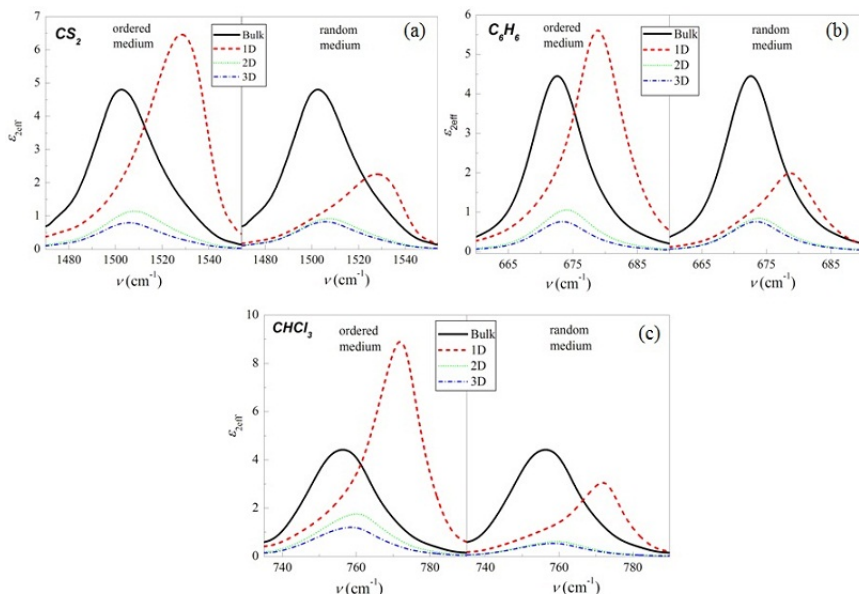 CS₂
ordered
medium
random
medium
(a)
Bulk
1D
2D
3D
ε₂eff
7
6
5
4
3
2
1
0
1480 1500 1520 1540 1480 1500 1520 1540
ν (cm⁻¹) ν (cm⁻¹)
C₆H₆
ordered
medium
random
medium
(b)
Bulk
1D
2D
3D
ε₂eff
6
5
4
3
2
1
0
665 675 685 665 675 685
ν (cm⁻¹) ν (cm⁻¹)
CHCl₃
ordered
medium
random
medium
(c)
Bulk
1D
2D
3D
ε₂eff
10
8
6
4
2
0
740 760 780 740 760 780
ν (cm⁻¹) ν (cm⁻¹)